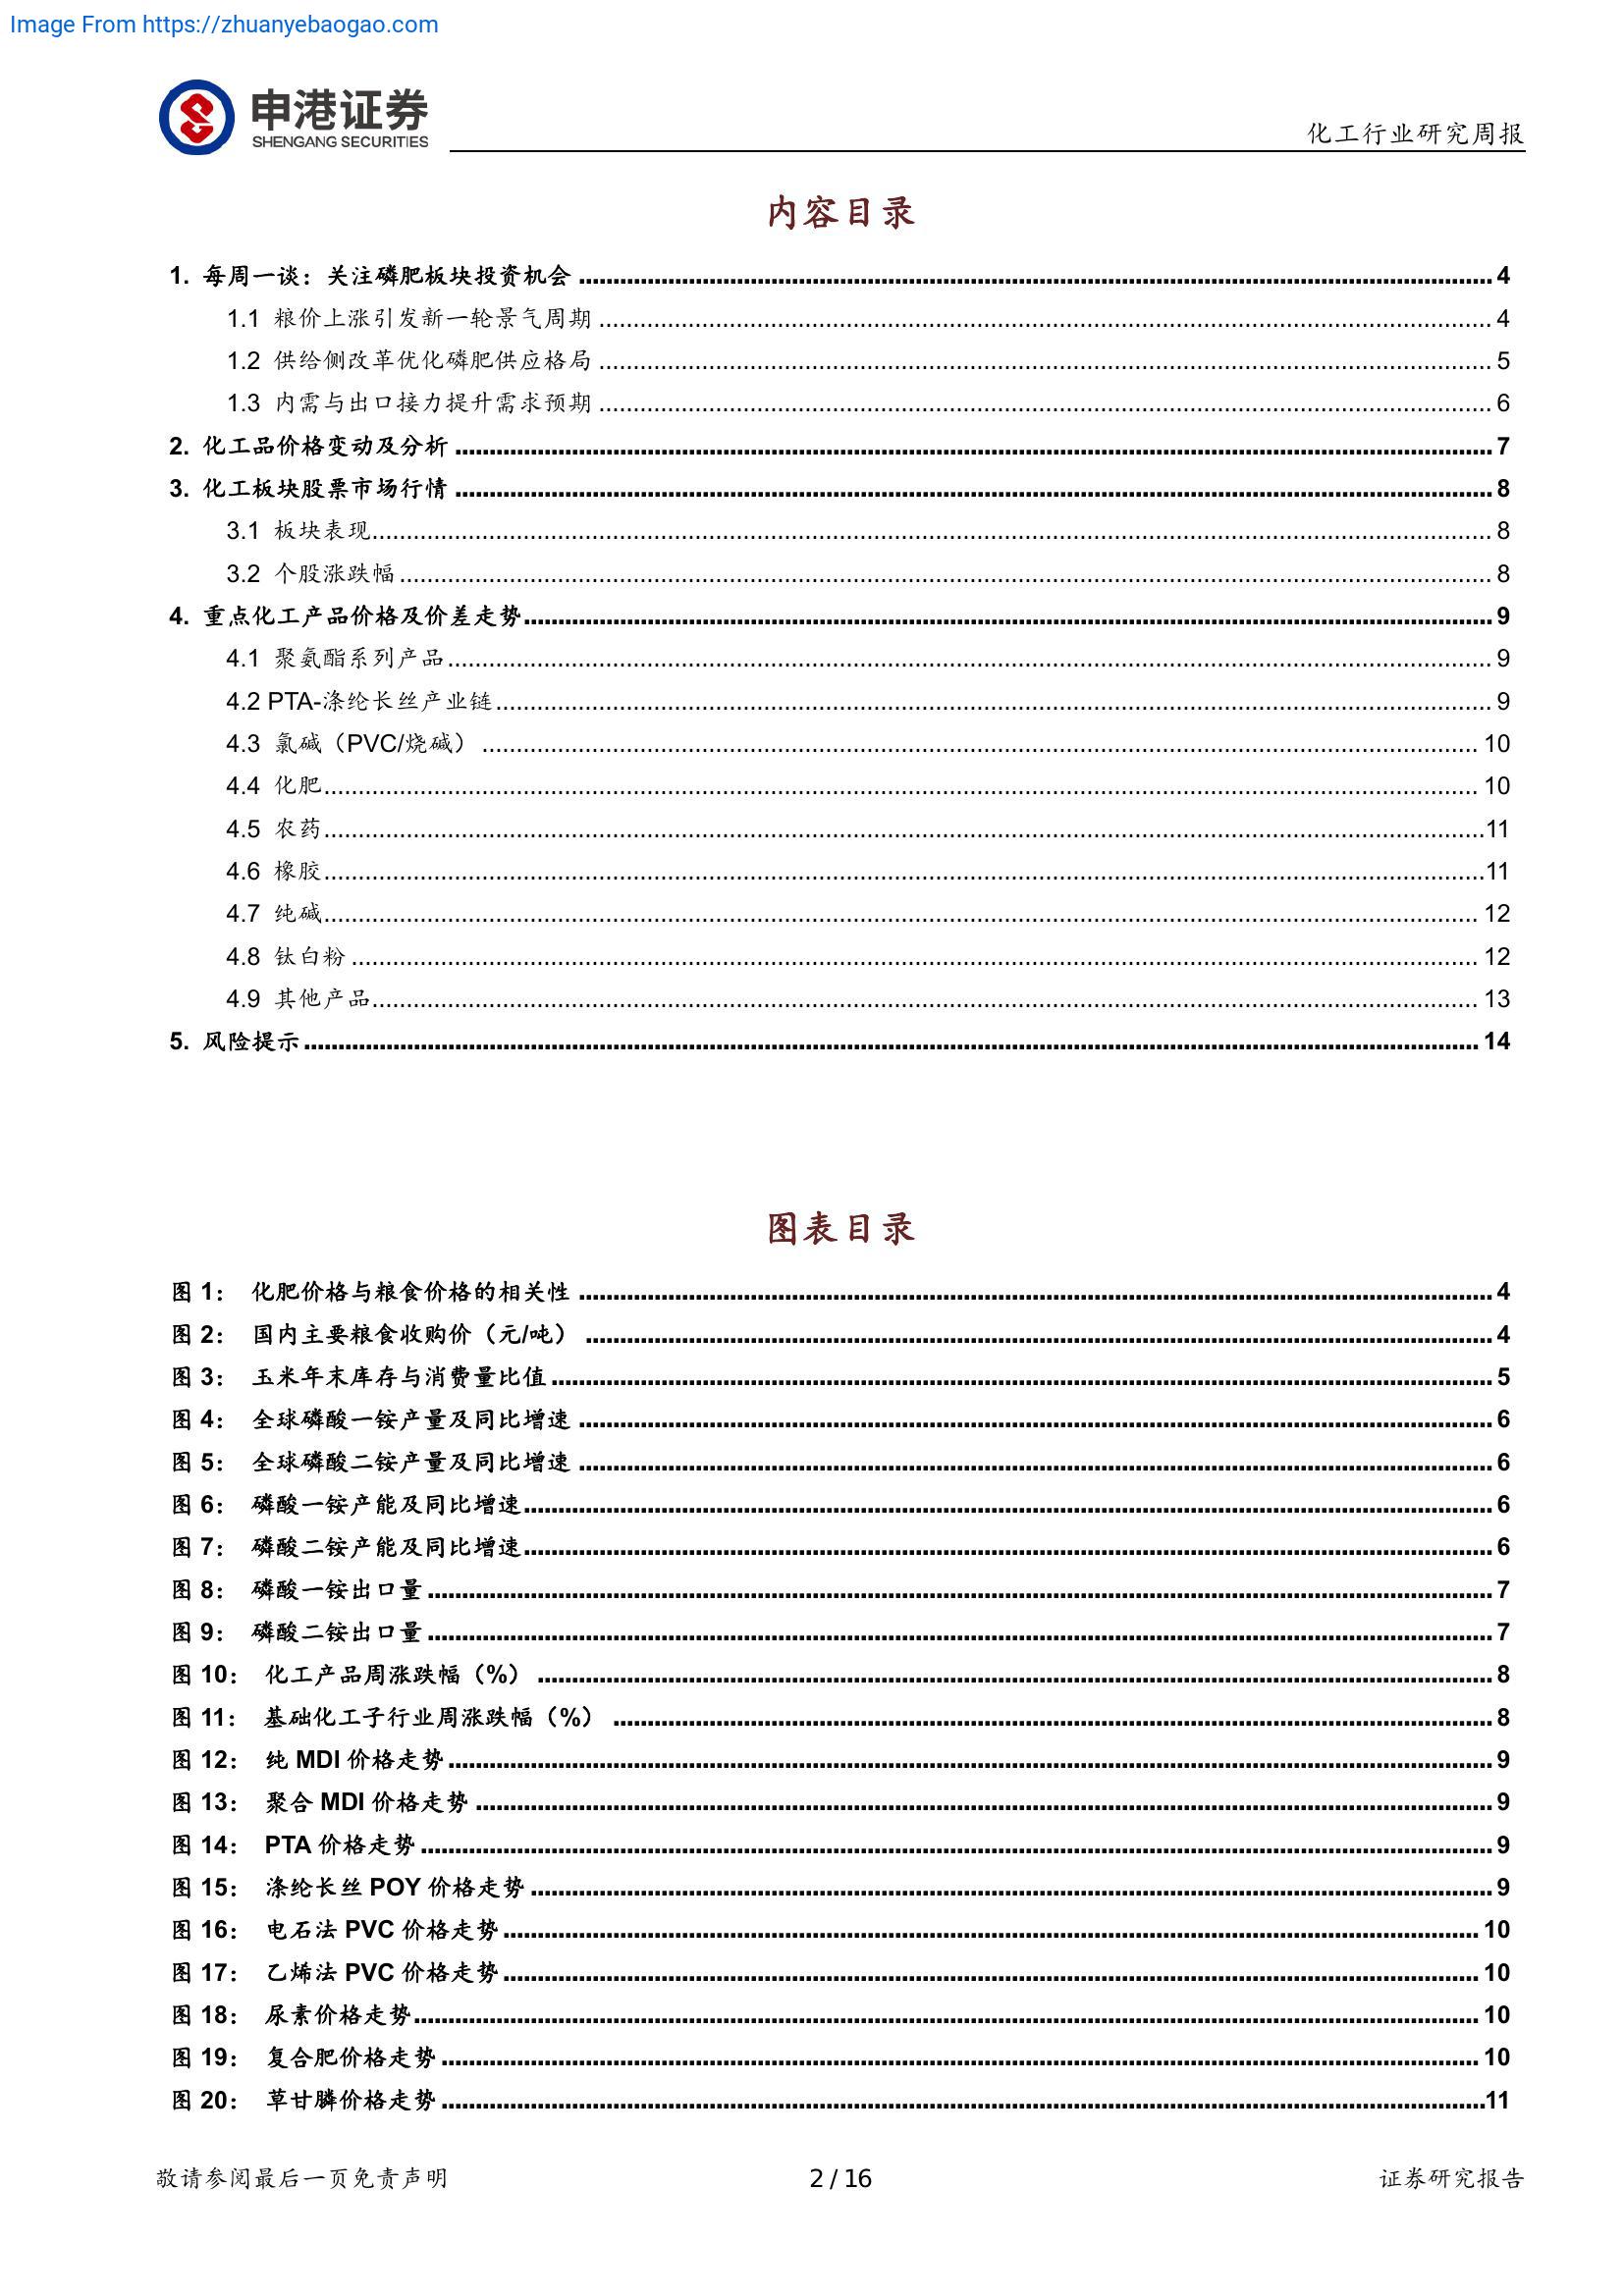 Image From https://zhuanyebaogao.com
申港证券
SHENGANG SECURITIES
化工行业研究周报
内容目录
1. 每周一谈：关注磷肥板块投资机会 4
1.1 粮价上涨引发新一轮景气周期 4
1.2 供给侧改革优化磷肥供应格局 5
1.3 内需与出口接力提升需求预期 6
2. 化工品价格变动及分析 7
3. 化工板块股票市场行情 8
3.1 板块表现 8
3.2 个股涨跌幅 8
4. 重点化工产品价格及价差走势 9
4.1 聚氨酯系列产品 9
4.2 PTA-涤纶长丝产业链 9
4.3 氯碱（PVC/烧碱） 10
4.4 化肥 10
4.5 农药 11
4.6 橡胶 11
4.7 纯碱 12
4.8 钛白粉 12
4.9 其他产品 13
5. 风险提示 14
图表目录
图 1： 化肥价格与粮食价格的相关性 4
图 2： 国内主要粮食收购价（元/吨） 4
图 3： 玉米年末库存与消费量比值 5
图 4： 全球磷酸一铵产量及同比增速 6
图 5： 全球磷酸二铵产量及同比增速 6
图 6： 磷酸一铵产能及同比增速 6
图 7： 磷酸二铵产能及同比增速 6
图 8： 磷酸一铵出口量 7
图 9： 磷酸二铵出口量 7
图 10： 化工产品周涨跌幅（%） 8
图 11： 基础化工子行业周涨跌幅（%） 8
图 12： 纯 MDI 价格走势 9
图 13： 聚合 MDI 价格走势 9
图 14： PTA 价格走势 9
图 15： 涤纶长丝 POY 价格走势 9
图 16： 电石法 PVC 价格走势 10
图 17： 乙烯法 PVC 价格走势 10
图 18： 尿素价格走势 10
图 19： 复合肥价格走势 10
图 20： 草甘膦价格走势 11
敬请参阅最后一页免责声明 2 / 16 证券研究报告